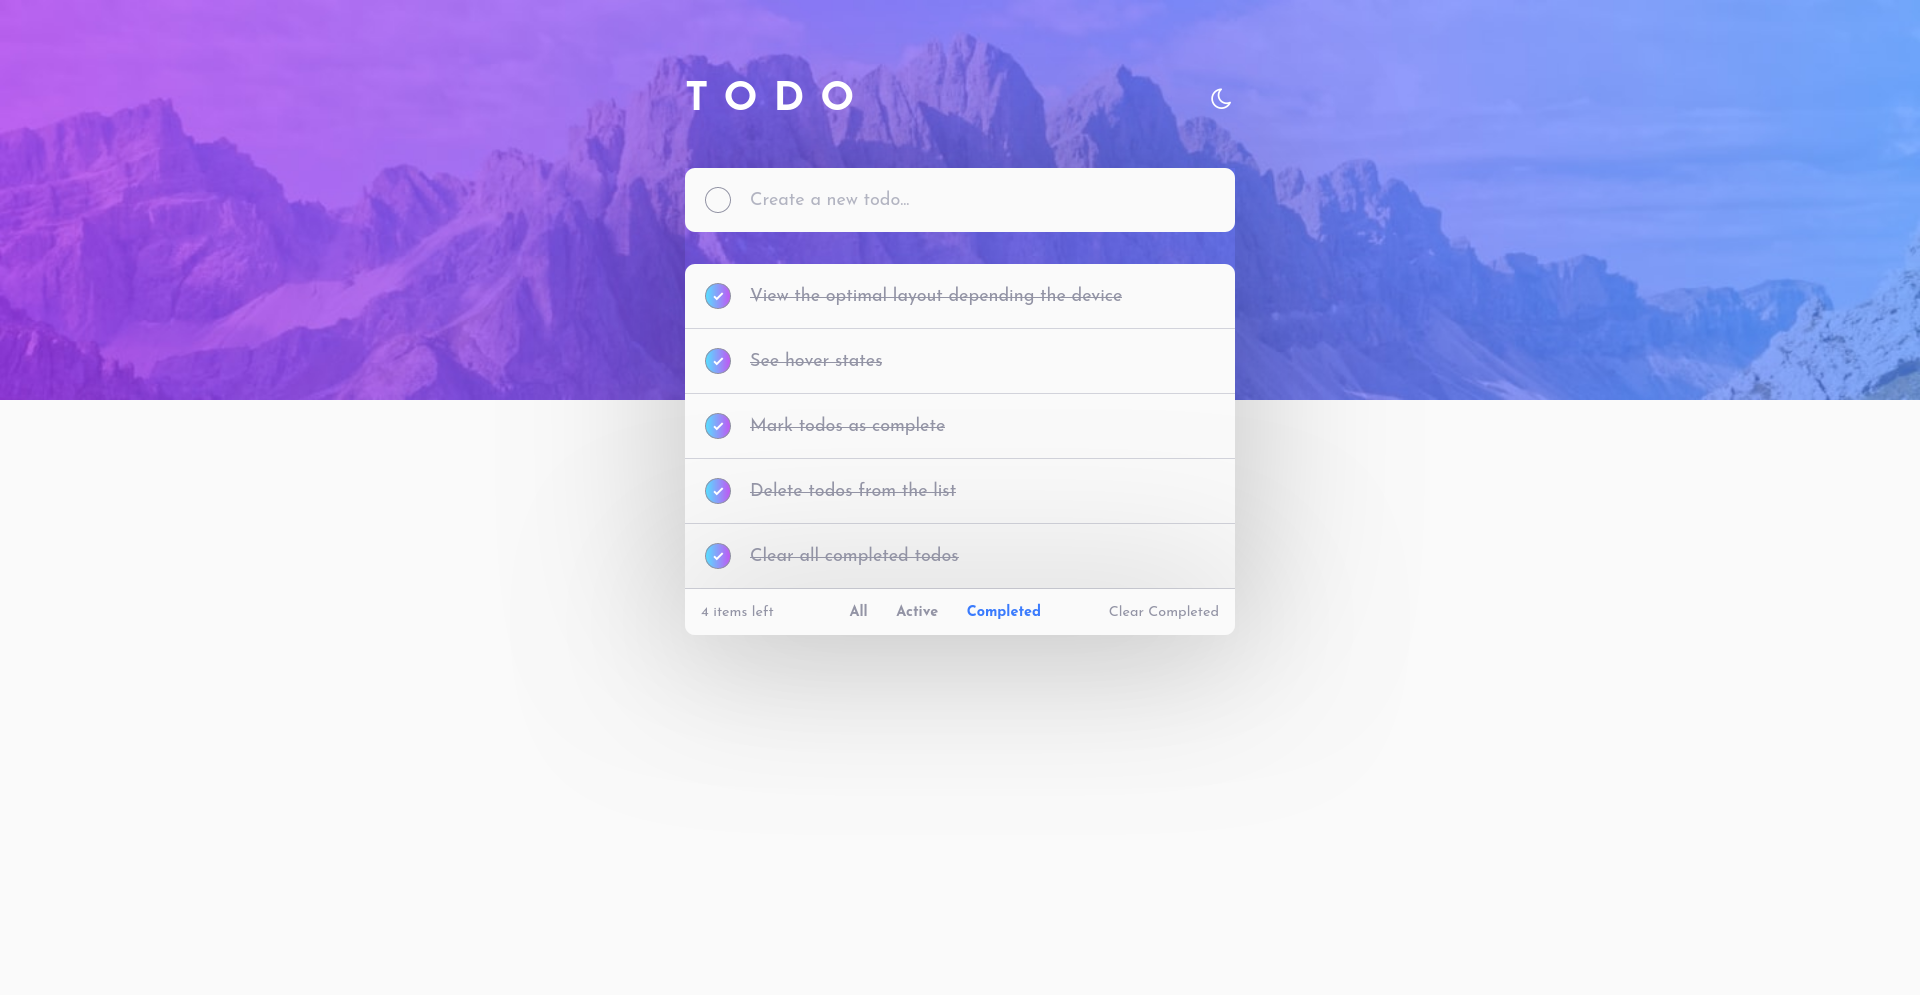 TODO
Create a new todo...
View the optimal layout depending the device
See hover states
Mark todos as complete
Delete todos from the list
Clear all completed todos
4 items left All Active Completed Clear Completed